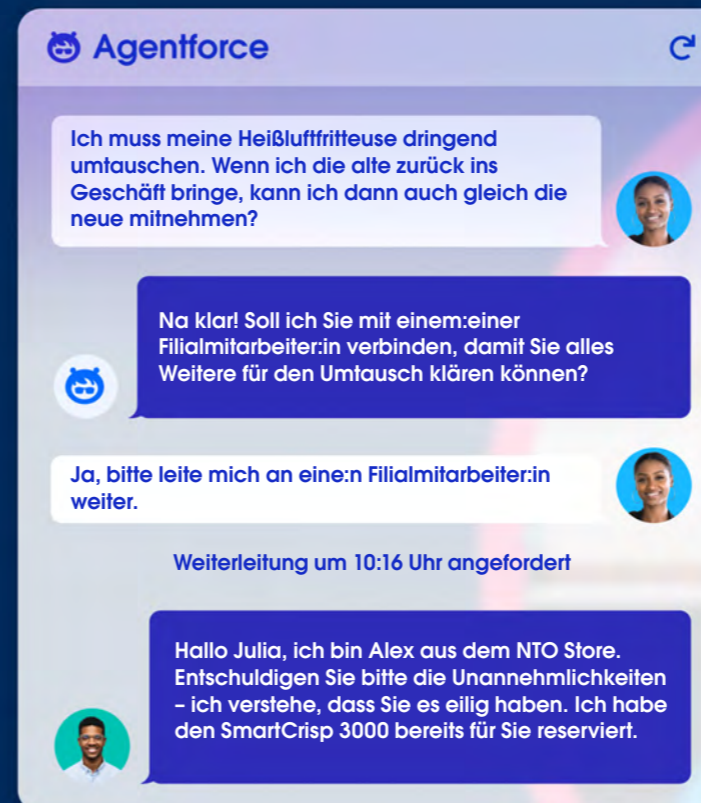 Agentforce
Ich muss meine Heißluftfritteuse dringend
umtauschen. Wenn ich die alte zurück ins
Geschäft bringe, kann ich dann auch gleich die
neue mitnehmen?
Na klar! Soll ich Sie mit einem:einer
Filialmitarbeiter:in verbinden, damit Sie alles
Weitere für den Umtausch klären können?
Ja, bitte leite mich an eine:n Filialmitarbeiter:in
weiter.
Weiterleitung um 10:16 Uhr angefordert
Hallo Julia, ich bin Alex aus dem NTO Store.
Entschuldigen Sie bitte die Unannehmlichkeiten
– ich verstehe, dass Sie es eilig haben. Ich habe
den SmartCrisp 3000 bereits für Sie reserviert.